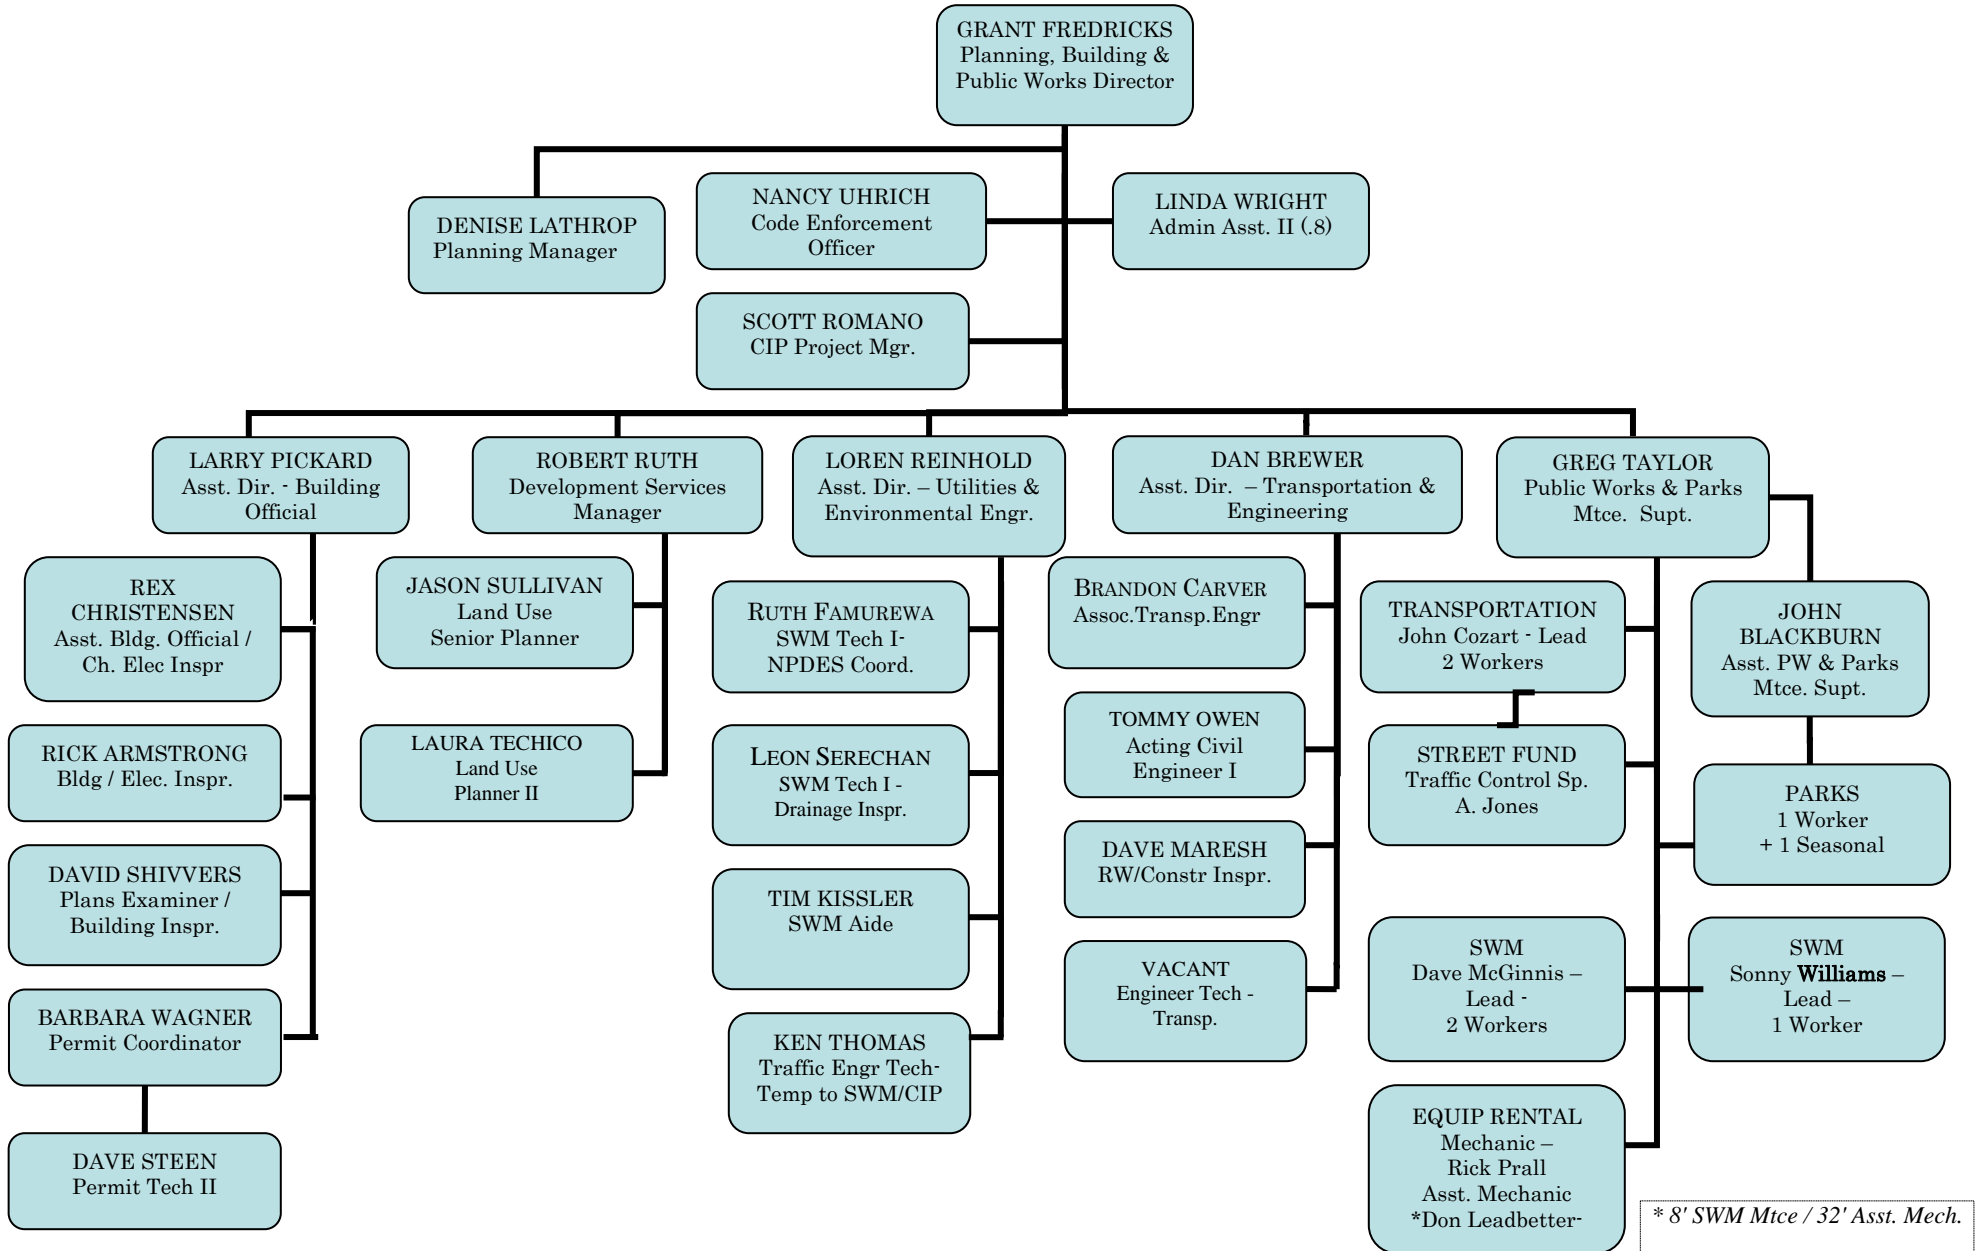 GRANT FREDRICKS
Planning, Building &
Public Works Director
DENISE LATHROP
Planning Manager
NANCY UHRICH
Code Enforcement
Officer
LINDA WRIGHT
Admin Asst. II (.8)
SCOTT ROMANO
CIP Project Mgr.
LARRY PICKARD
Asst. Dir. - Building
Official
ROBERT RUTH
Development Services
Manager
LOREN REINHOLD
Asst. Dir. – Utilities &
Environmental Engr.
DAN BREWER
Asst. Dir. – Transportation &
Engineering
GREG TAYLOR
Public Works & Parks
Mtce. Supt.
REX
CHRISTENSEN
Asst. Bldg. Official /
Ch. Elec Inspr
RICK ARMSTRONG
Bldg / Elec. Inspr.
DAVID SHIVVERS
Plans Examiner /
Building Inspr.
BARBARA WAGNER
Permit Coordinator
DAVE STEEN
Permit Tech II
JASON SULLIVAN
Land Use
Senior Planner
LAURA TECHICO
Land Use
Planner II
RUTH FAMUREWA
SWM Tech I-
NPDES Coord.
LEON SERECHAN
SWM Tech I -
Drainage Inspr.
TIM KISSLER
SWM Aide
KEN THOMAS
Traffic Engr Tech-
Temp to SWM/CIP
BRANDON CARVER
Assoc.Transp.Engr
TOMMY OWEN
Acting Civil
Engineer I
DAVE MARESH
RW/Constr Inspr.
VACANT
Engineer Tech -
Transp.
TRANSPORTATION
John Cozart - Lead
2 Workers
STREET FUND
Traffic Control Sp.
A. Jones
SWM
Dave McGinnis –
Lead -
2 Workers
EQUIP RENTAL
Mechanic –
Rick Prall
Asst. Mechanic
*Don Leadbetter-
JOHN
BLACKBURN
Asst. PW & Parks
Mtce. Supt.
PARKS
1 Worker
+ 1 Seasonal
SWM
Sonny Williams –
Lead –
1 Worker
* 8' SWM Mtce / 32' Asst. Mech.